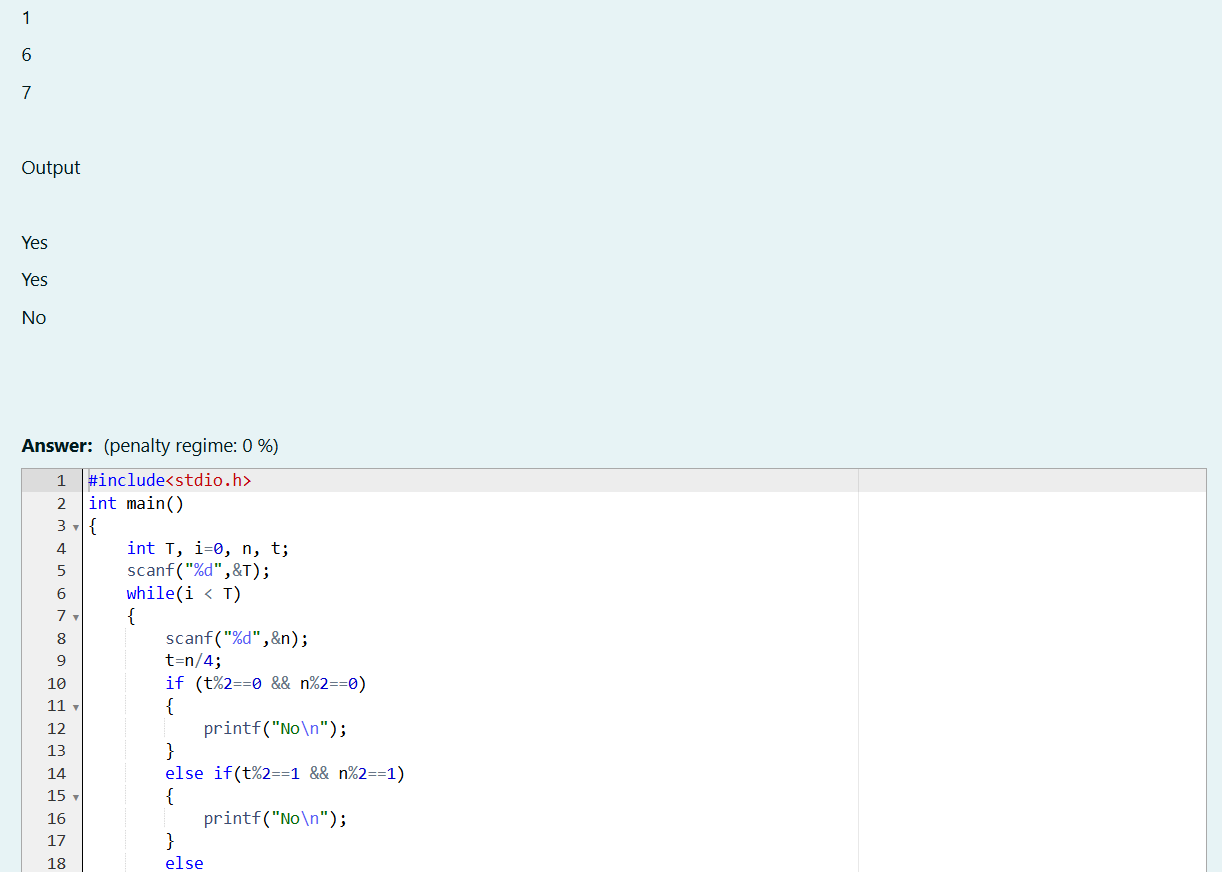 1
6
7
Output
Yes
Yes
No
Answer: (penalty regime: 0 %)
1 #include<stdio.h>
2 int main()
3 {
4 int T, i=0, n, t;
5 scanf("%d",&T);
6 while(i < T)
7 {
8 scanf("%d",&n);
9 t=n/4;
10 if (t%2==0 && n%2==0)
11 {
12 printf("No\n");
13 }
14 else if(t%2==1 && n%2==1)
15 {
16 printf("No\n");
17 }
18 else